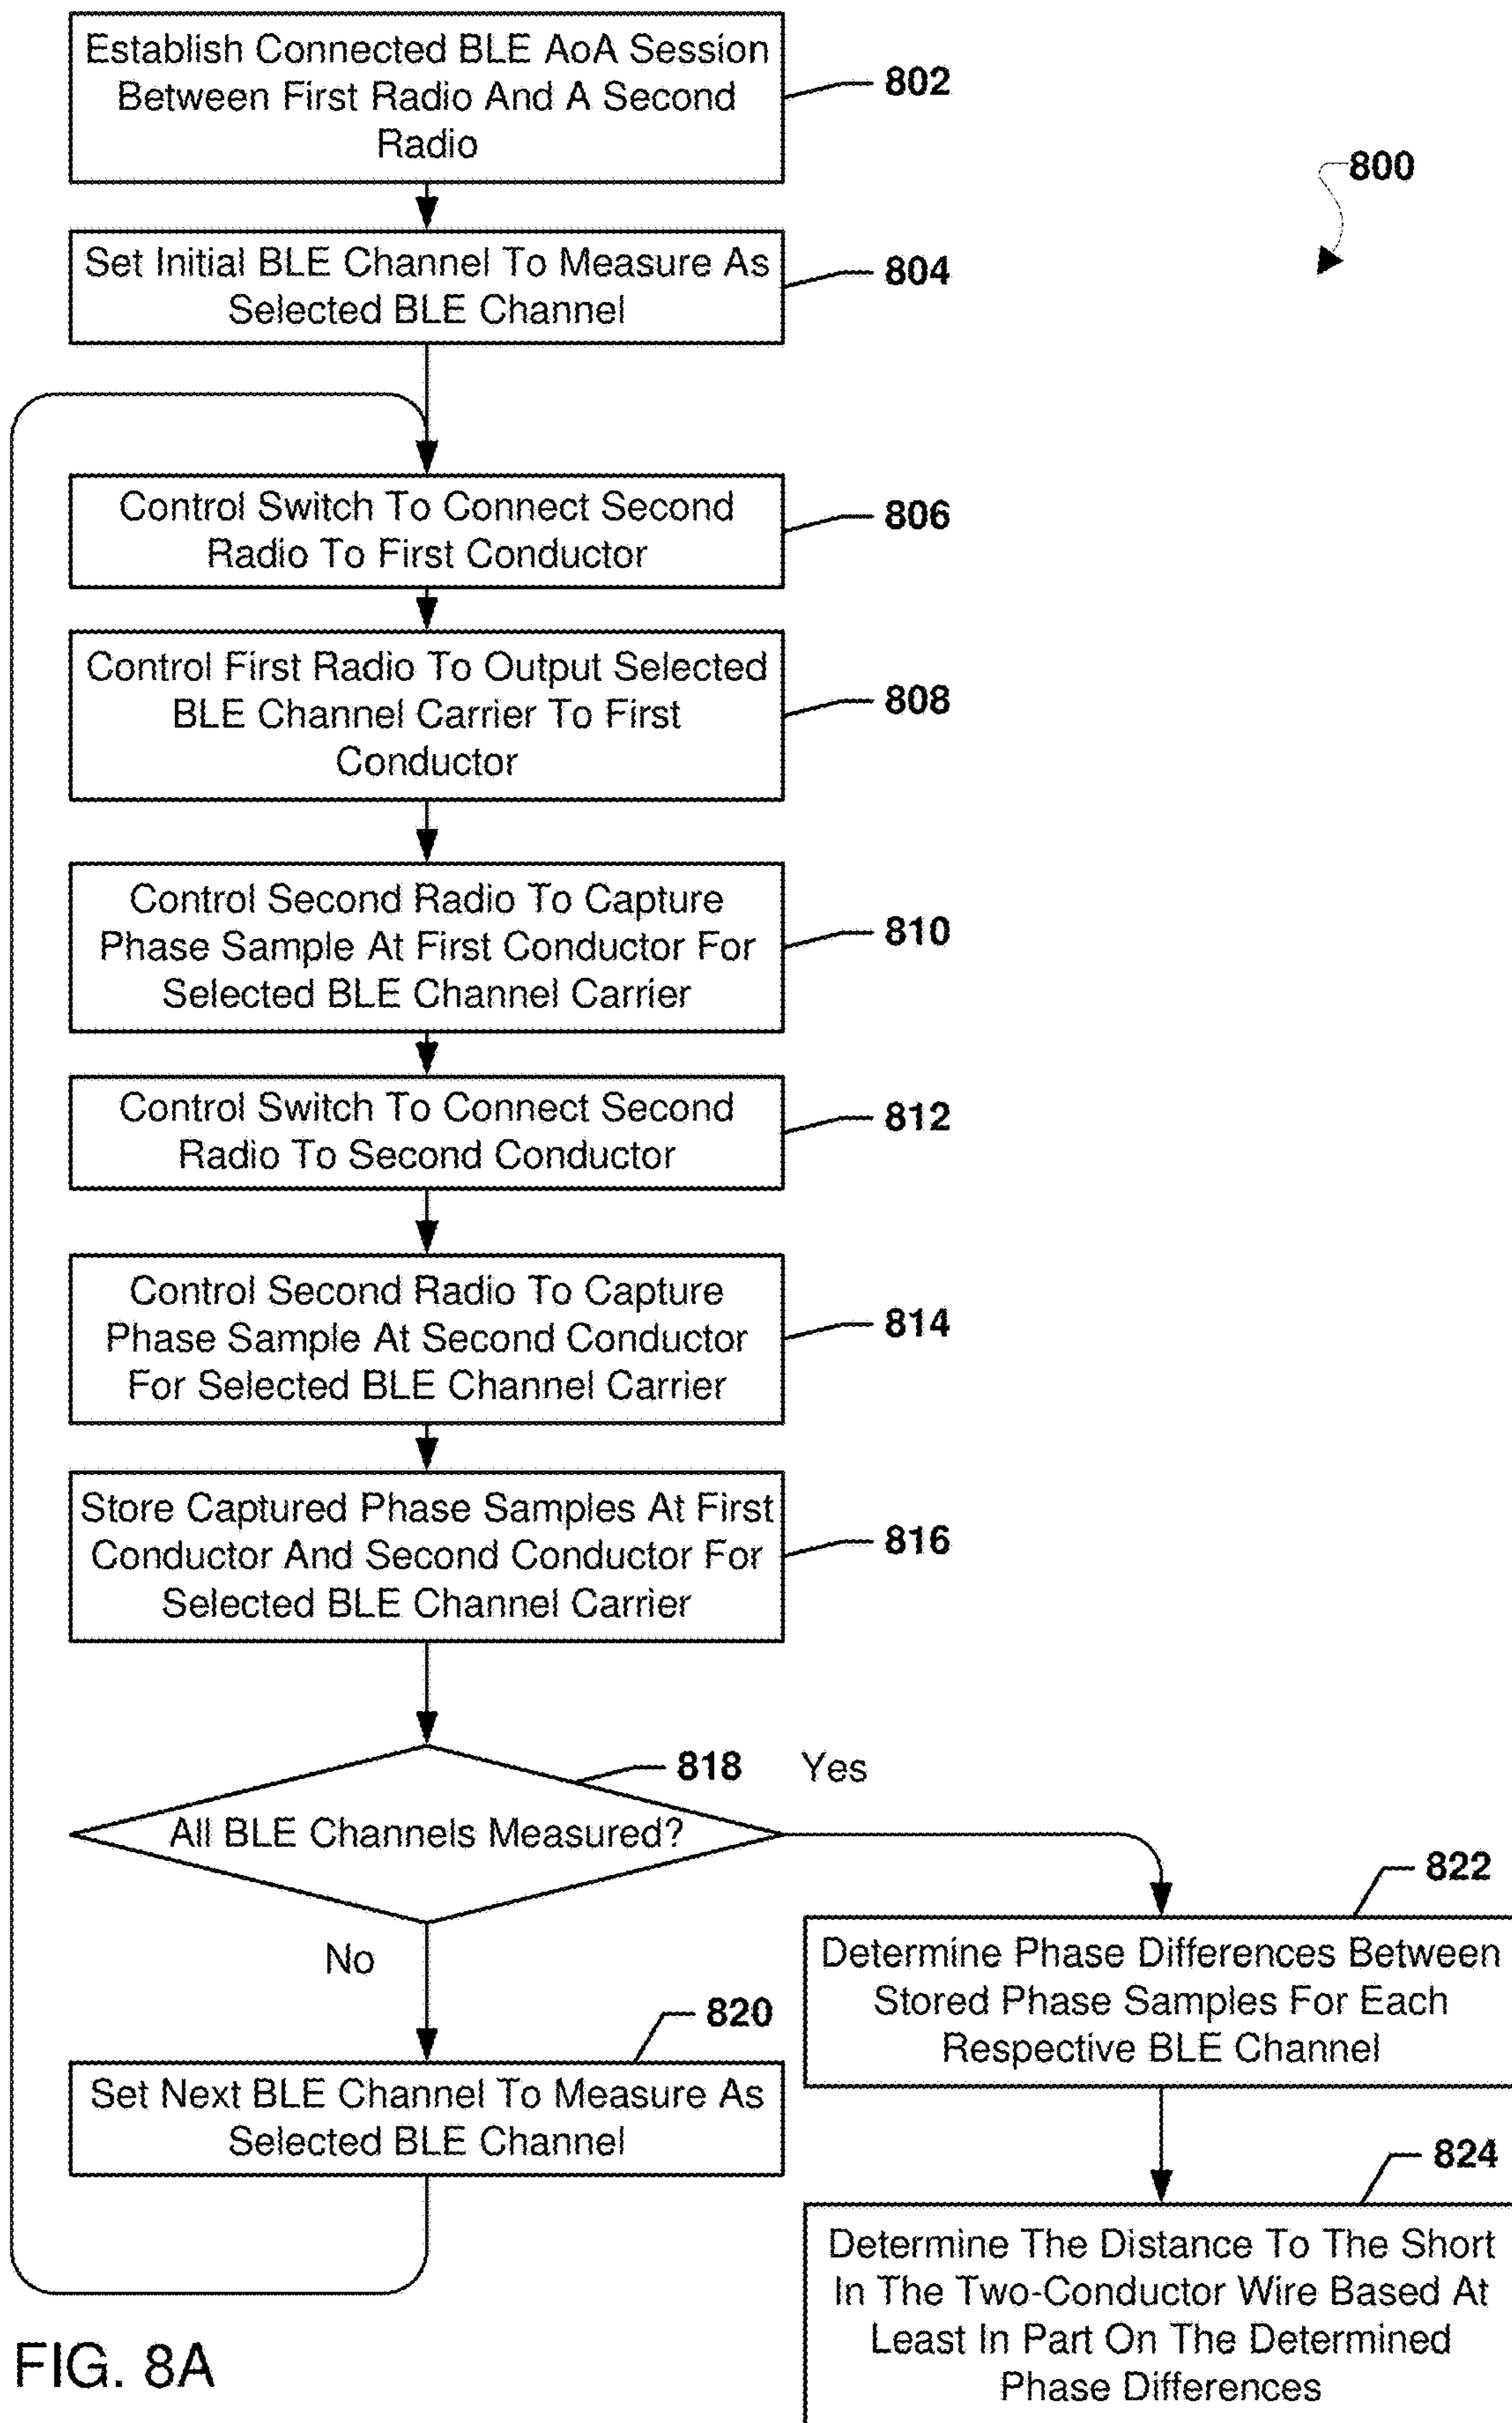 Establish Connected BLE AoA Session
Between First Radio And A Second
Radio
802
800
Set Initial BLE Channel To Measure As
Selected BLE Channel
804
Control Switch To Connect Second
Radio To First Conductor
806
Control First Radio To Output Selected
BLE Channel Carrier To First
Conductor
808
Control Second Radio To Capture
Phase Sample At First Conductor For
Selected BLE Channel Carrier
810
Control Switch To Connect Second
Radio To Second Conductor
812
Control Second Radio To Capture
Phase Sample At Second Conductor
For Selected BLE Channel Carrier
814
Store Captured Phase Samples At First
Conductor And Second Conductor For
Selected BLE Channel Carrier
816
818
Yes
All BLE Channels Measured?
No
820
Set Next BLE Channel To Measure As
Selected BLE Channel
822
Determine Phase Differences Between
Stored Phase Samples For Each
Respective BLE Channel
824
Determine The Distance To The Short
In The Two-Conductor Wire Based At
Least In Part On The Determined
Phase Differences
FIG. 8A